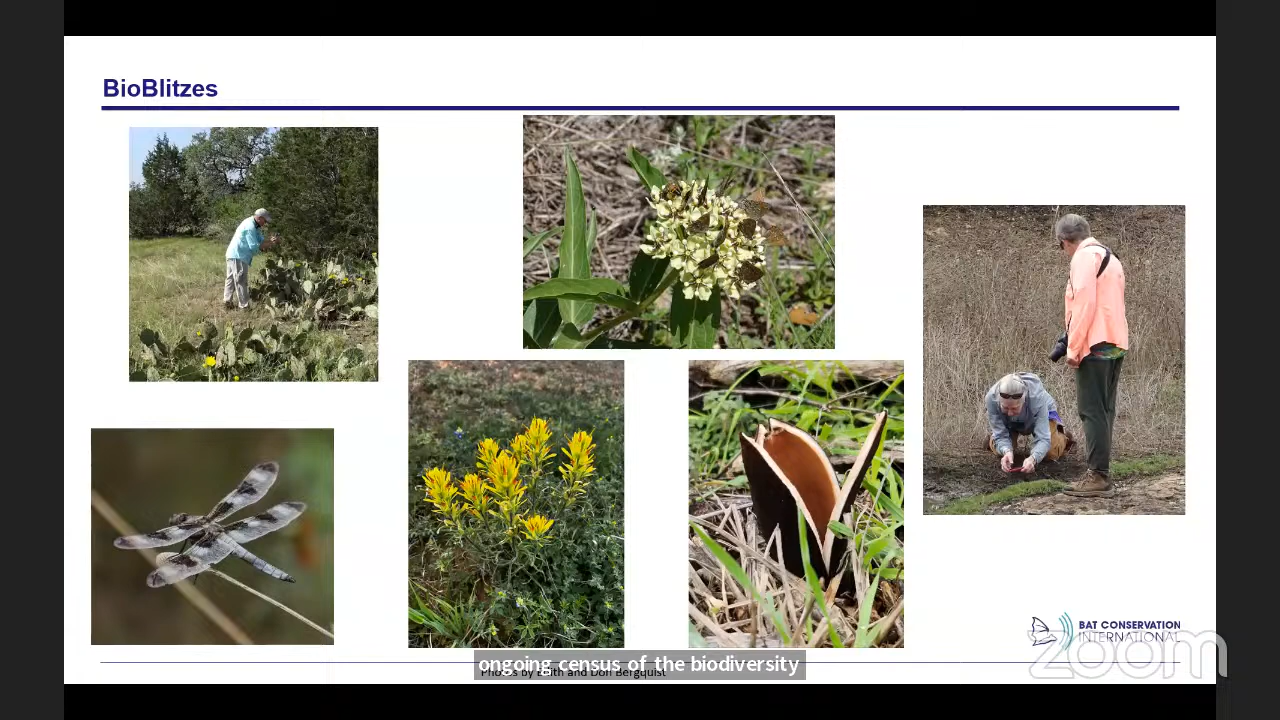 BioBlitzes
BAT CONSERVATION
INTERNATIONAL
zoom
ongoing census of the biodiversity
Photos by Edith and Don Bergquist